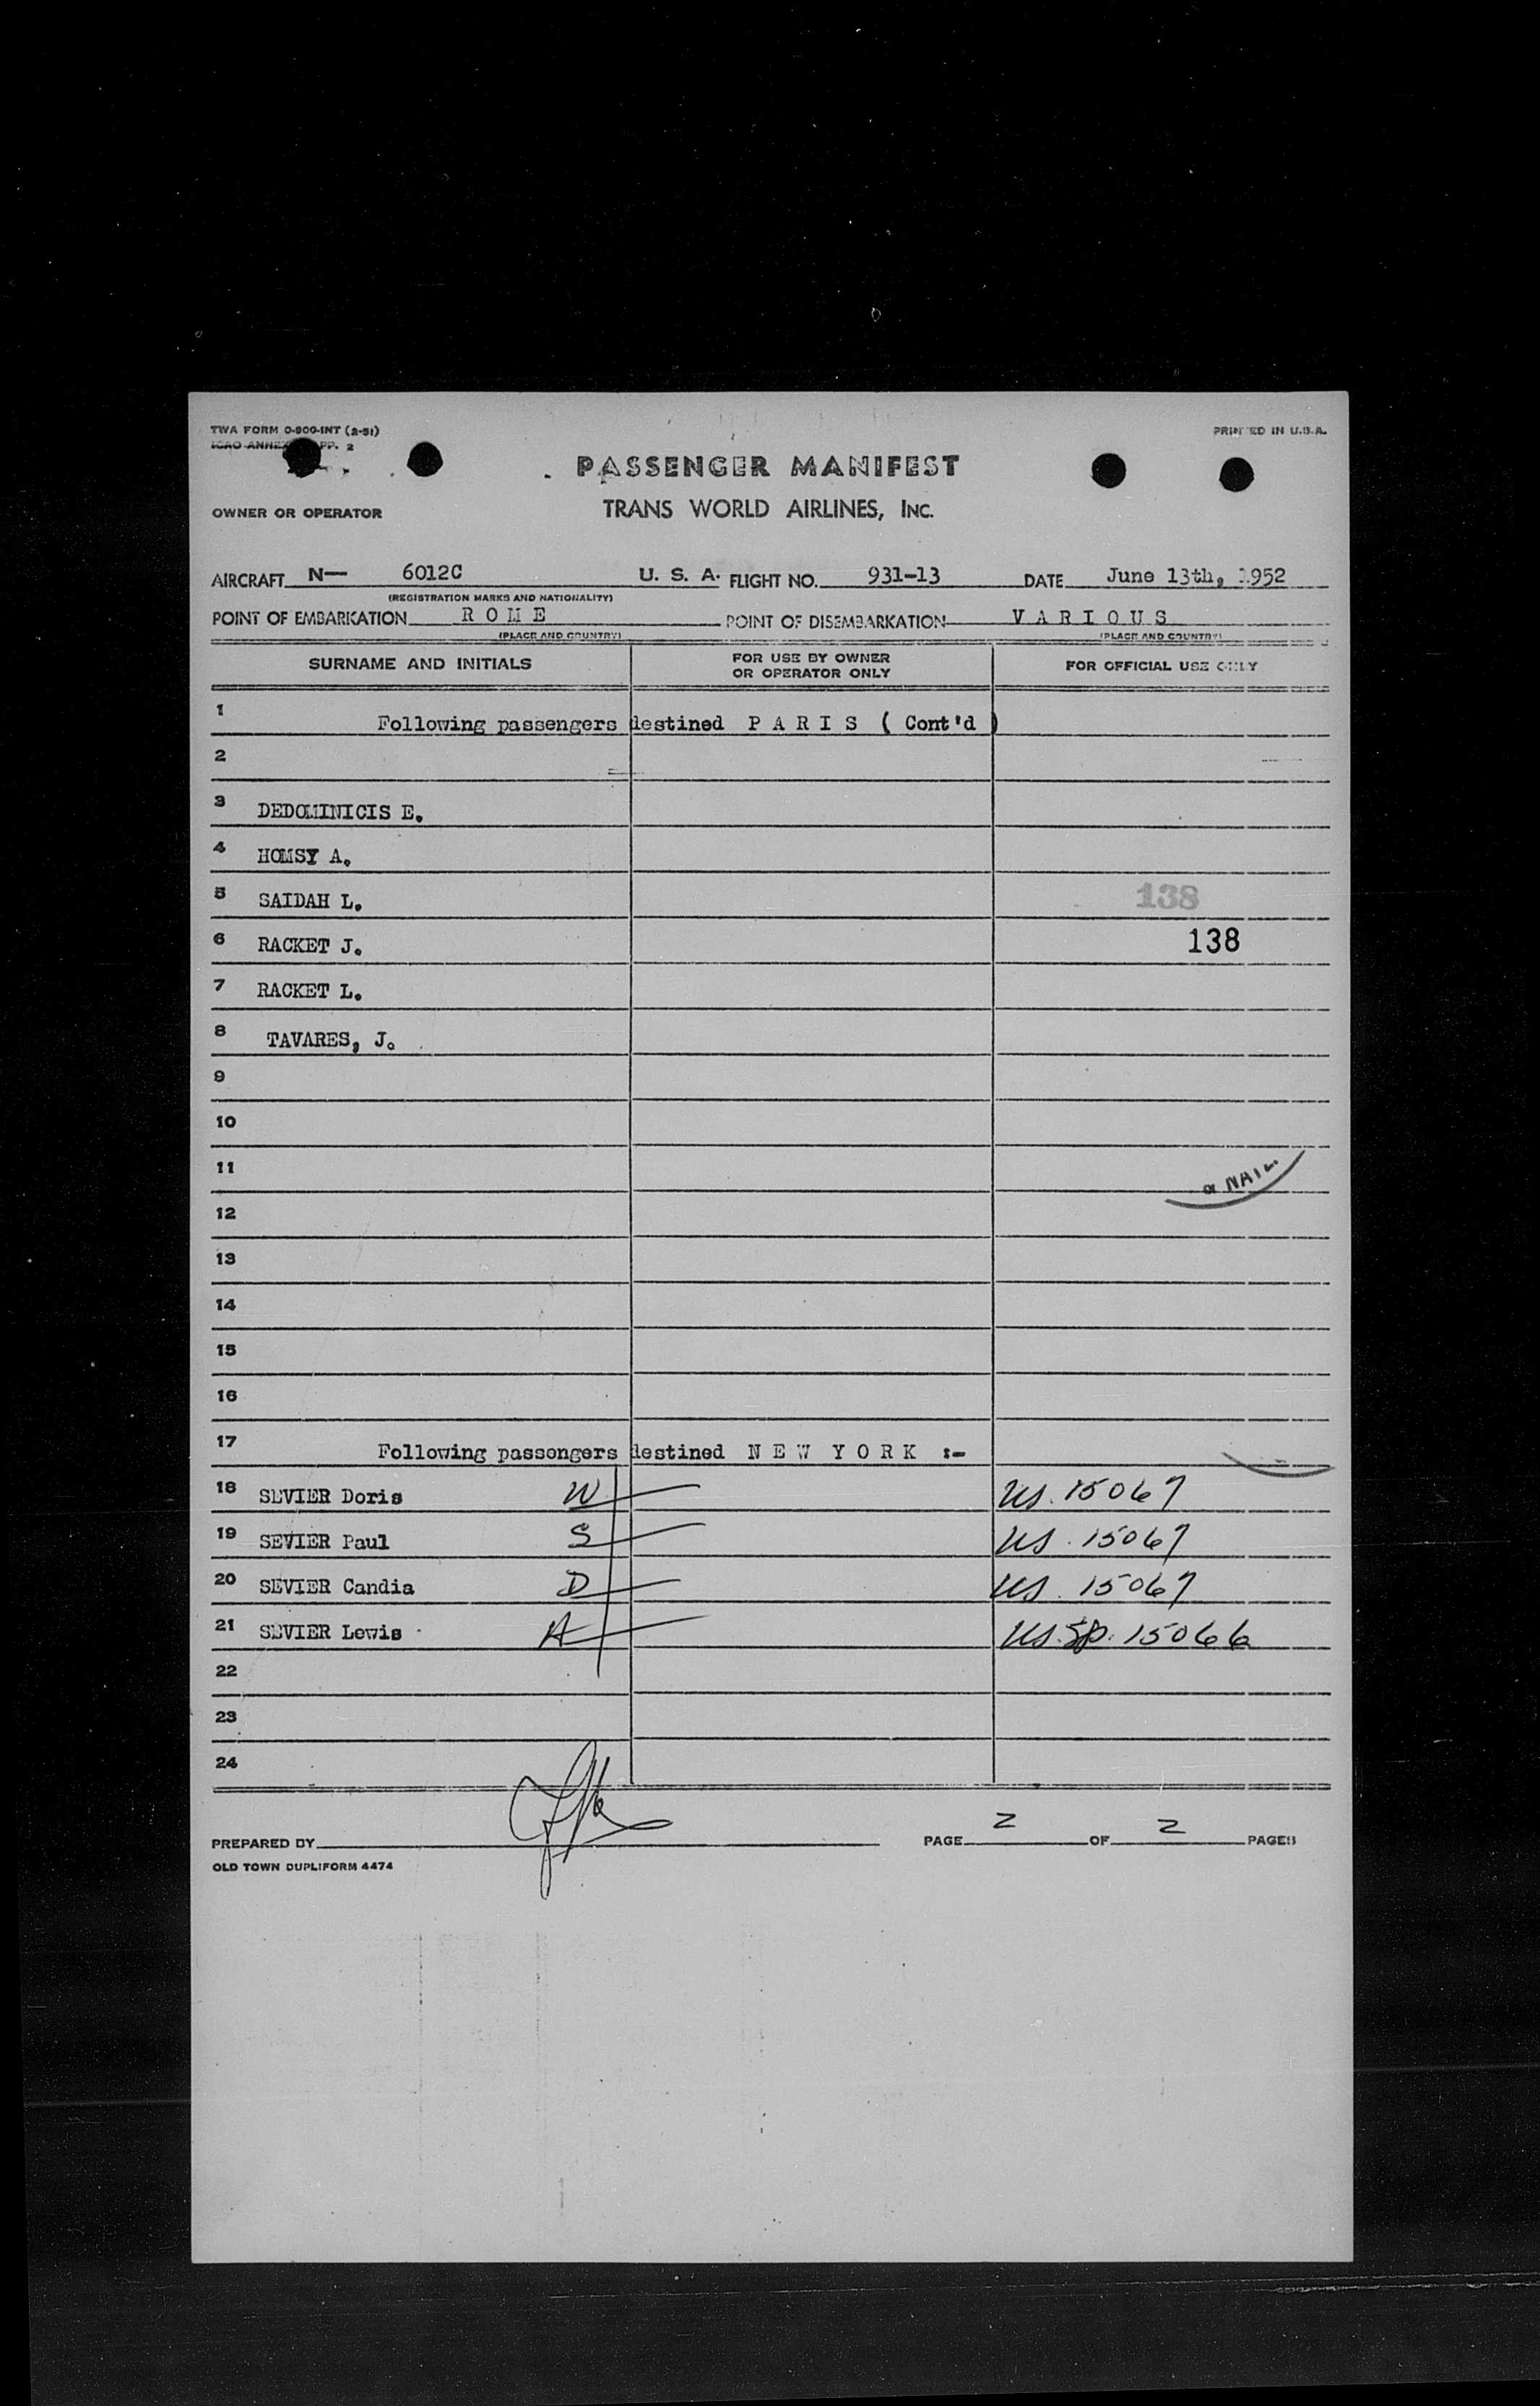 TWA FORM 0-900-INT (2-51)
PRINTED IN U.S.A.
ICAO ANNEX APP. 2
PASSENGER MANIFEST
OWNER OR OPERATOR
TRANS WORLD AIRLINES, INC.
AIRCRAFT N— 6012C U. S. A. FLIGHT NO. 931-13 DATE June 13th, 1952
(REGISTRATION MARKS AND NATIONALITY)
POINT OF EMBARKATION R O M E POINT OF DISEMBARKATION V A R I O U S
(PLACE AND COUNTRY) (PLACE AND COUNTRY)
SURNAME AND INITIALS FOR USE BY OWNER OR OPERATOR ONLY FOR OFFICIAL USE ONLY
1 Following passengers destined P A R I S ( Cont'd )
2
3 DEDOMINICIS E.
4 HOMSY A.
5 SAIDAH L. 138
6 RACKET J. 138
7 RACKET L.
8 TAVARES, J.
9
10
11
12
13
14
15
16
17 Following passengers destined N E W Y O R K :-
18 SEVIER Doris W US. 15067
19 SEVIER Paul S US. 15067
20 SEVIER Candia D US. 15067
21 SEVIER Lewis A US. Sp. 15066
22
23
24
PREPARED BY PAGE 2 OF 2 PAGES
OLD TOWN DUPLIFORM 4474